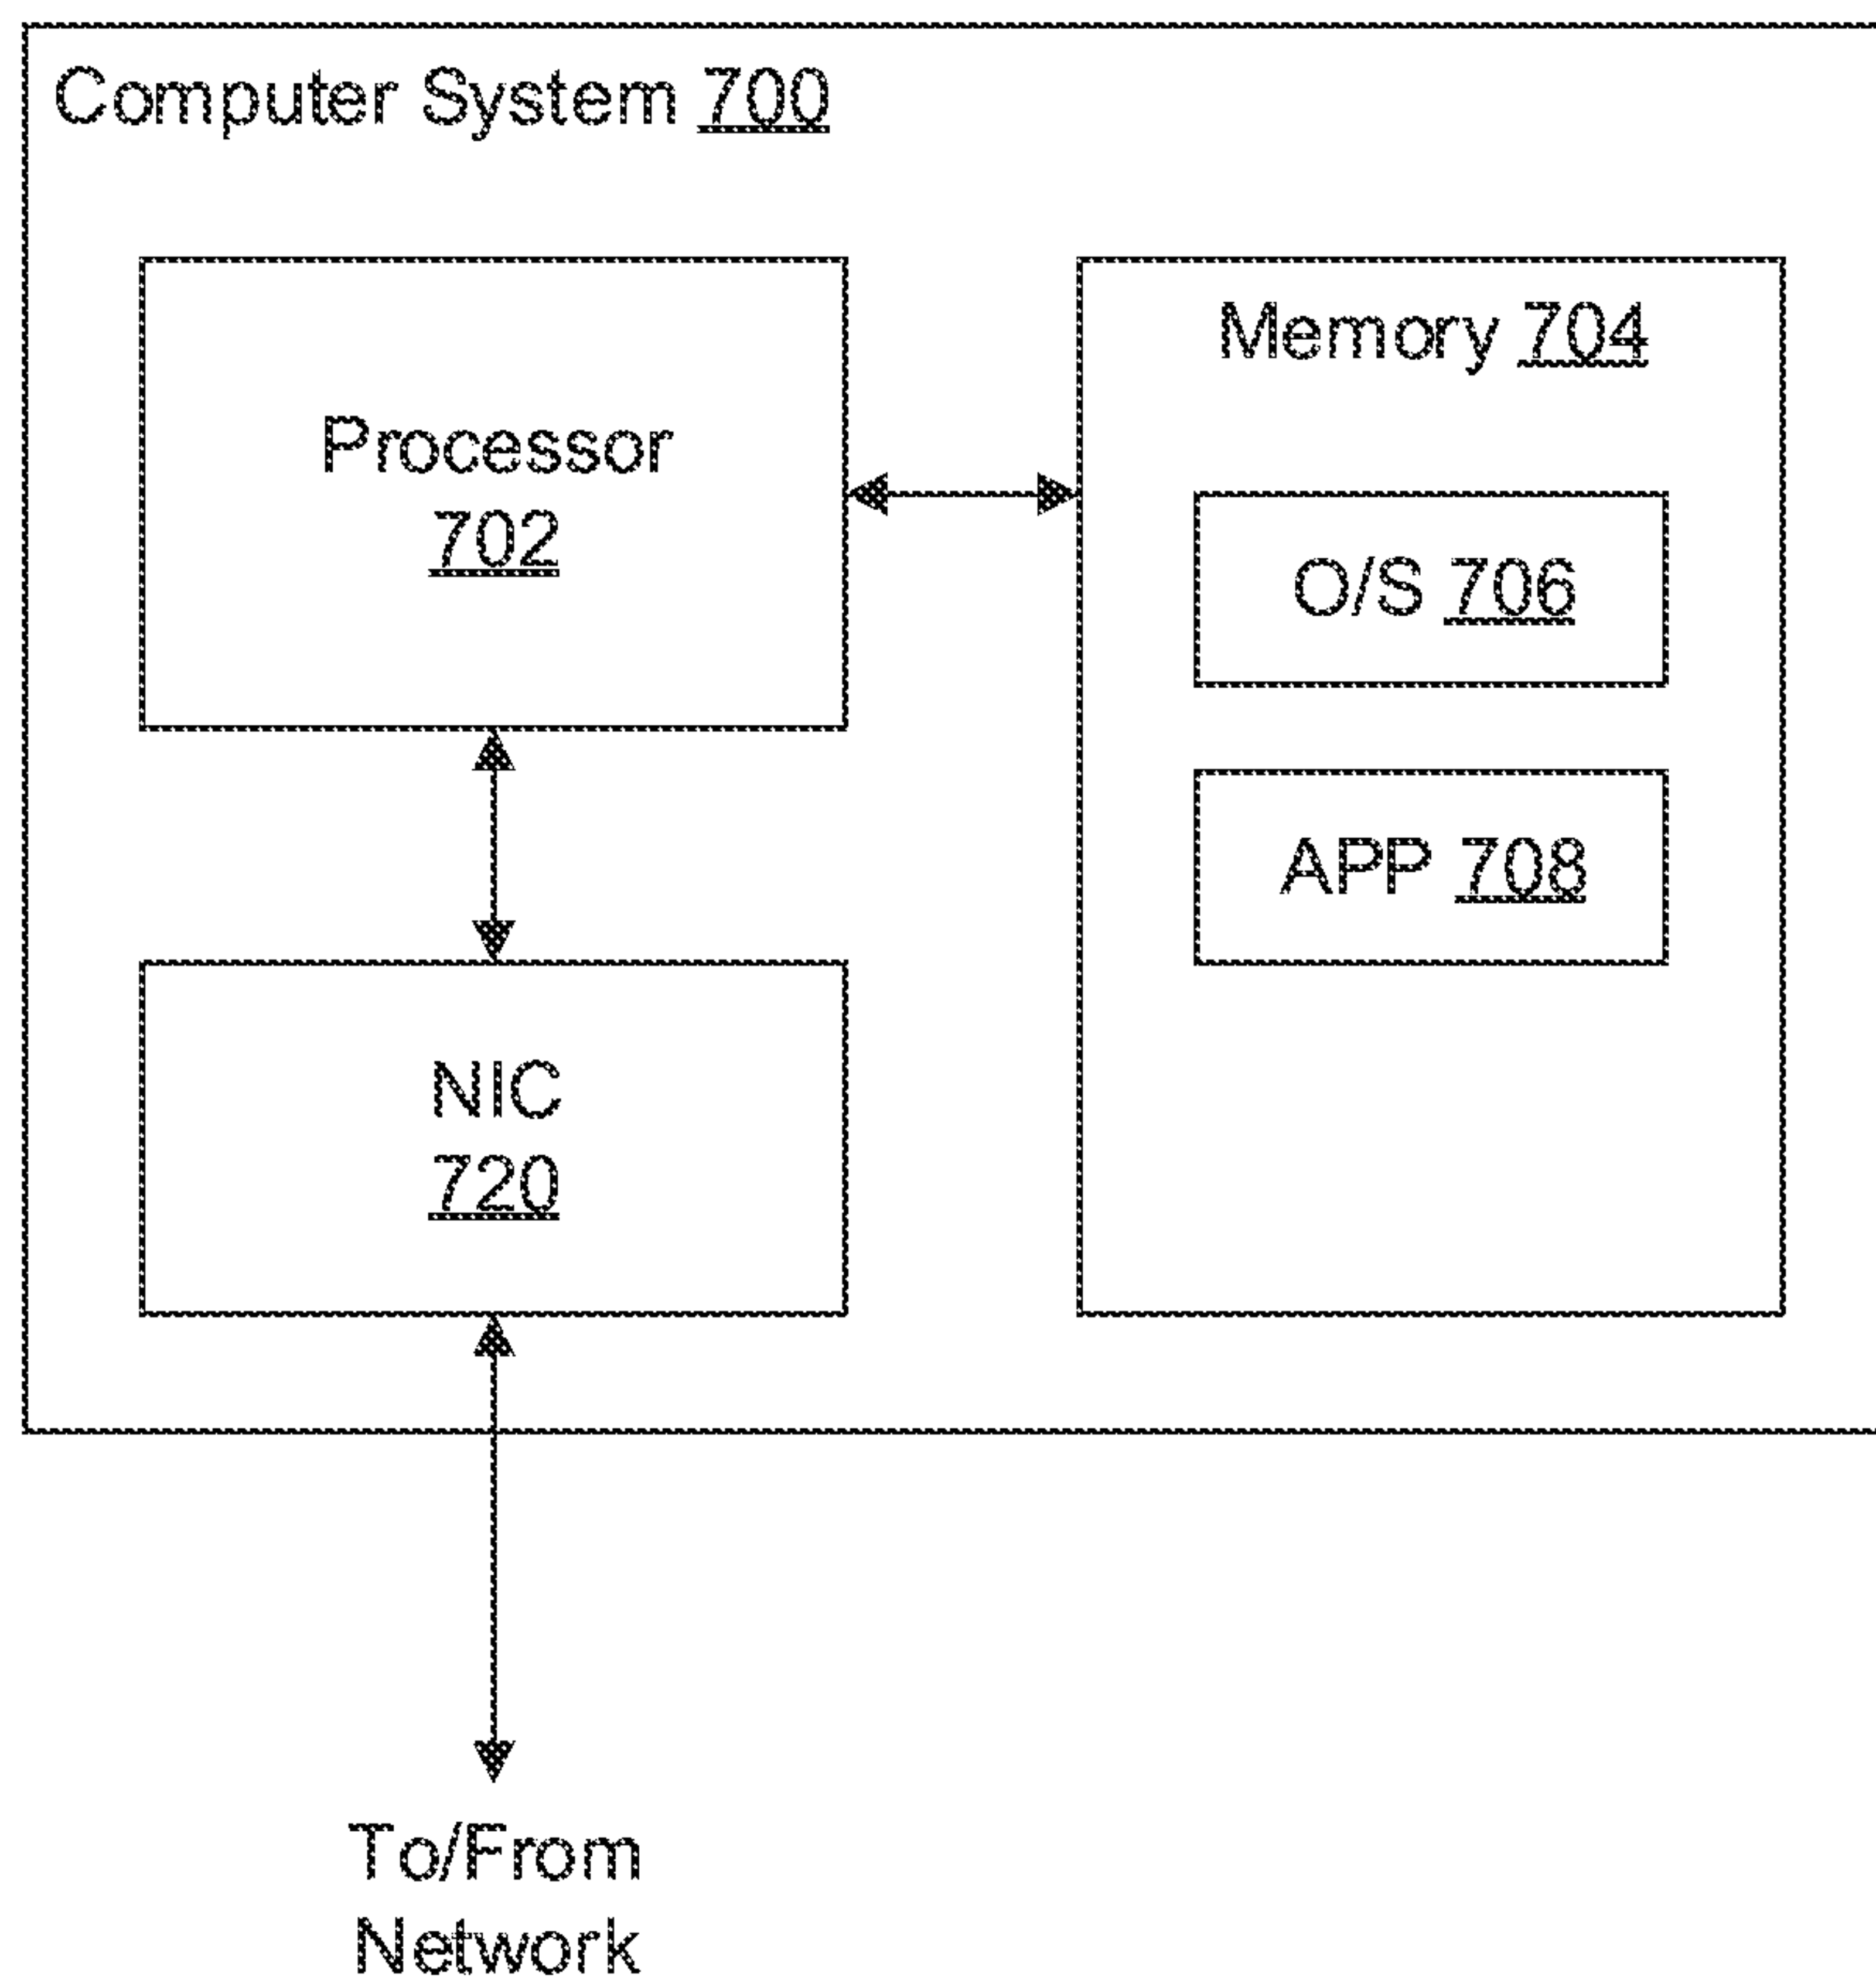 Computer System 700
Processor
702
Memory 704
O/S 706
APP 708
NIC
720
To/From
Network